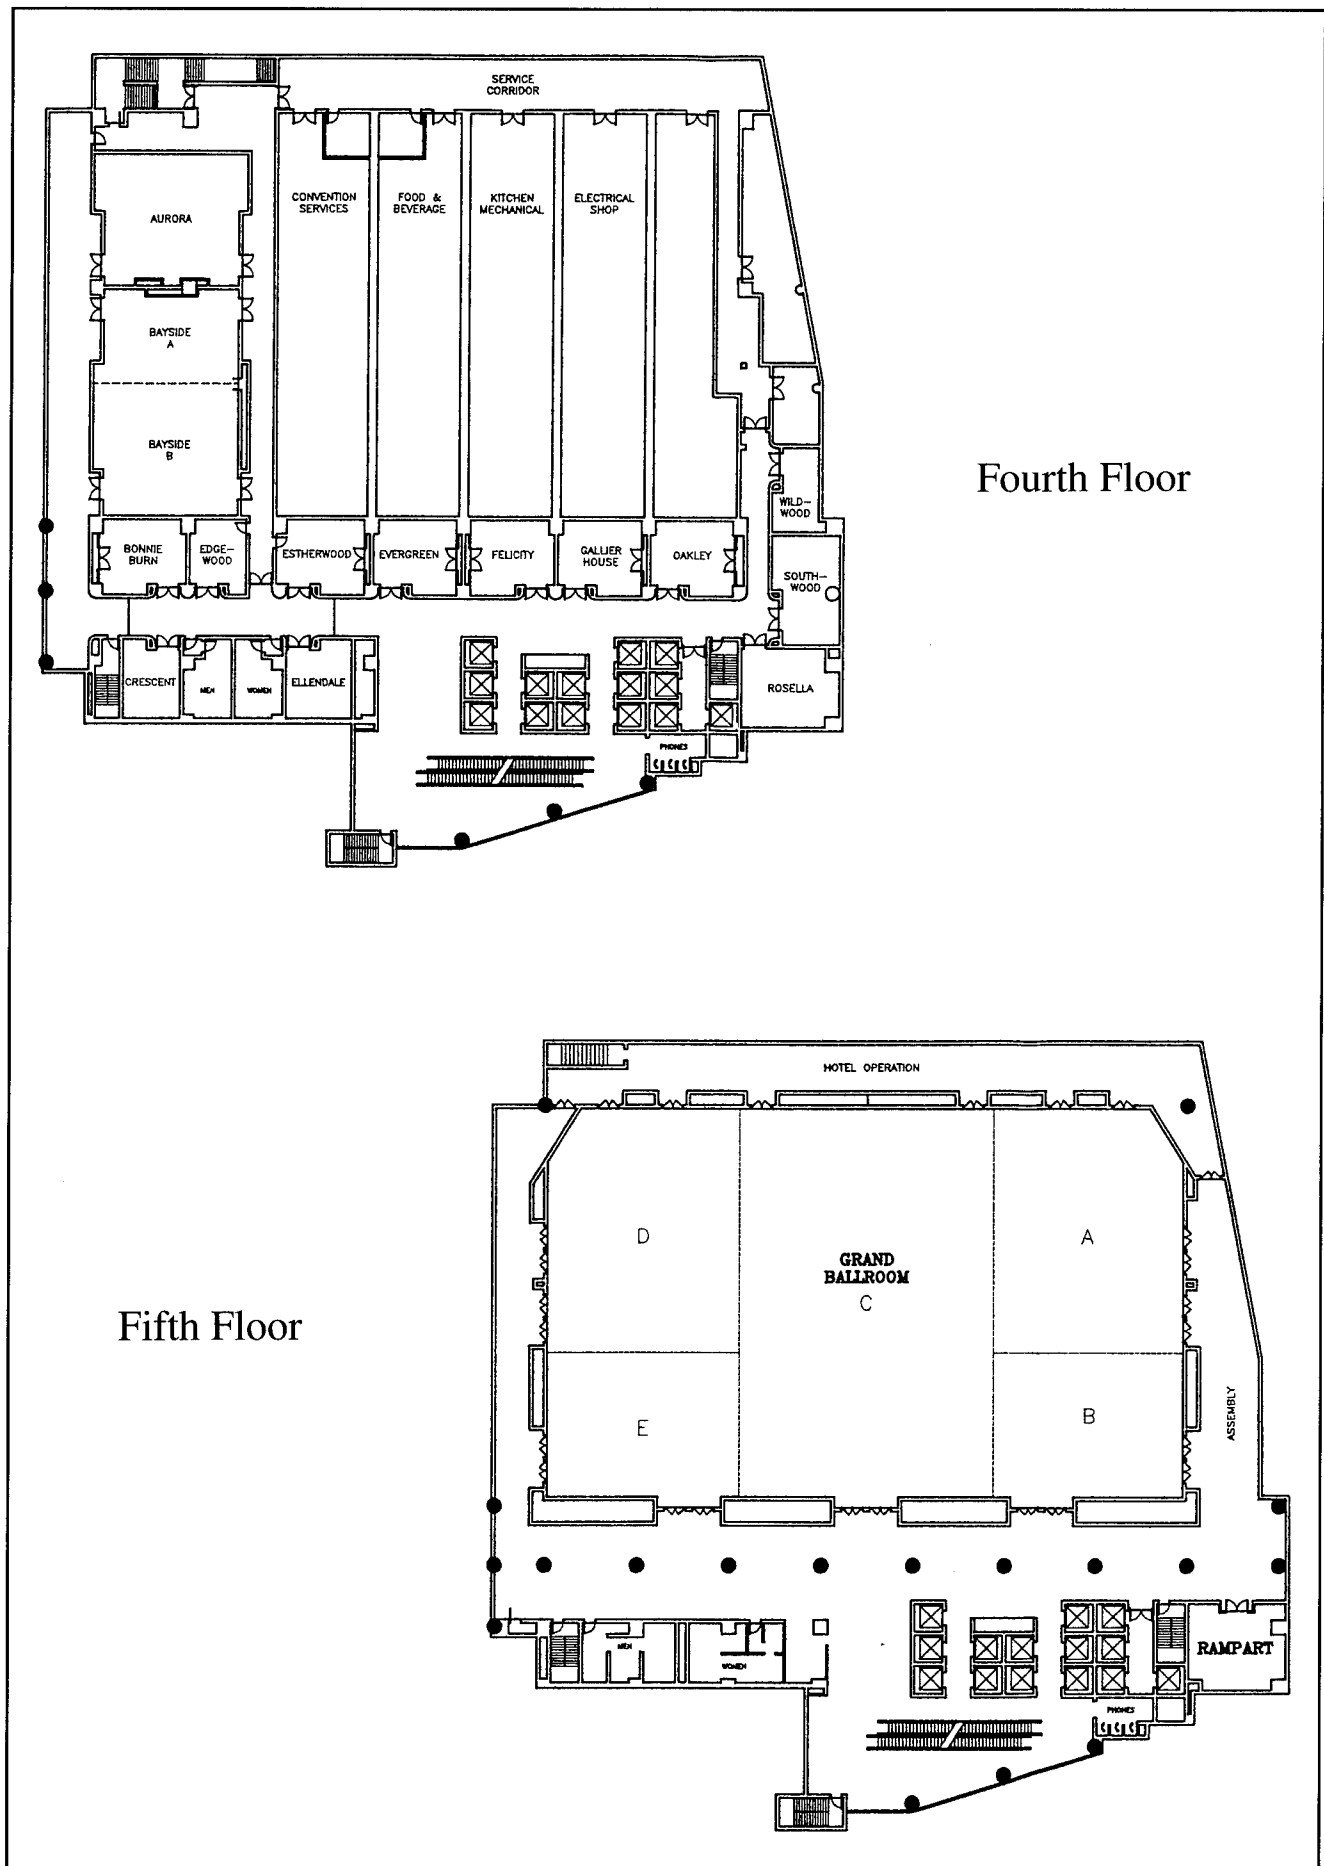 SERVICE
CORRIDOR
CONVENTION
SERVICES
FOOD &
BEVERAGE
KITCHEN
MECHANICAL
ELECTRICAL
SHOP
AURORA
BAYSIDE
A
BAYSIDE
B
Fourth Floor
WILD-
WOOD
BONNIE
BURN
EDGE-
WOOD
ESTHERWOOD
EVERGREEN
FELICITY
GALLIER
HOUSE
OAKLEY
SOUTH-
WOOD
CRESCENT
MEN
WOMEN
ELLENDALE
ROSELLA
PHONES
HOTEL OPERATION
D
GRAND
BALLROOM
C
A
Fifth Floor
E
B
ASSEMBLY
MEN
WOMEN
RAMPART
PHONES